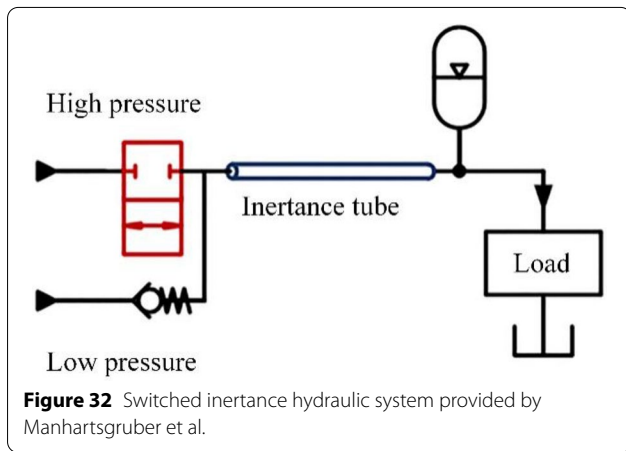 High pressure
Inertance tube
Load
Low pressure
Figure 32 Switched inertance hydraulic system provided by
Manhartsgruber et al.